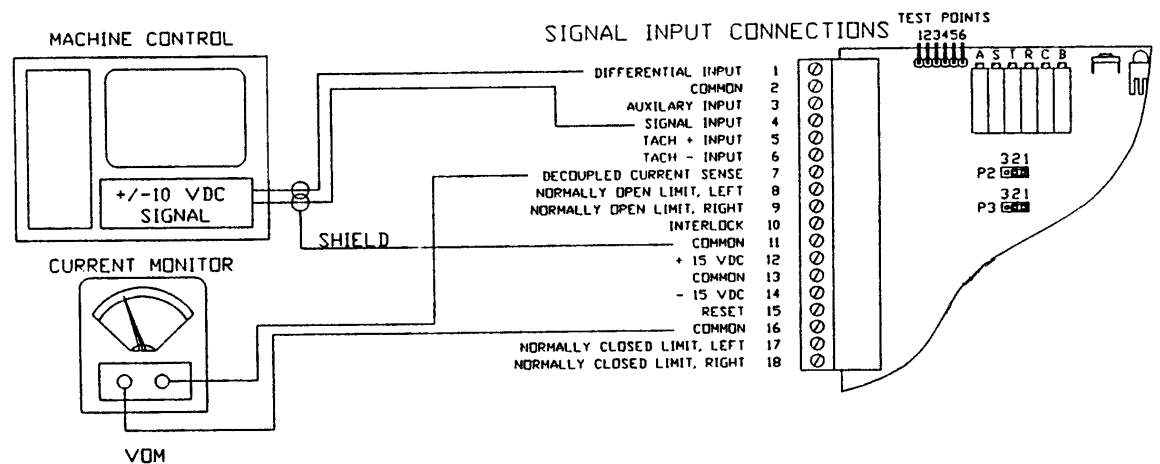 MACHINE CONTROL
+/-10 VDC
SIGNAL
SHIELD
CURRENT MONITOR
VOM
SIGNAL INPUT CONNECTIONS
DIFFERENTIAL INPUT 1
COMMON 2
AUXILARY INPUT 3
SIGNAL INPUT 4
TACH + INPUT 5
TACH - INPUT 6
DECOUPLED CURRENT SENSE 7
NORMALLY OPEN LIMIT, LEFT 8
NORMALLY OPEN LIMIT, RIGHT 9
INTERLOCK 10
COMMON 11
+ 15 VDC 12
COMMON 13
- 15 VDC 14
RESET 15
COMMON 16
NORMALLY CLOSED LIMIT, LEFT 17
NORMALLY CLOSED LIMIT, RIGHT 18
TEST POINTS
123456
A S T R C B
321
P2
321
P3